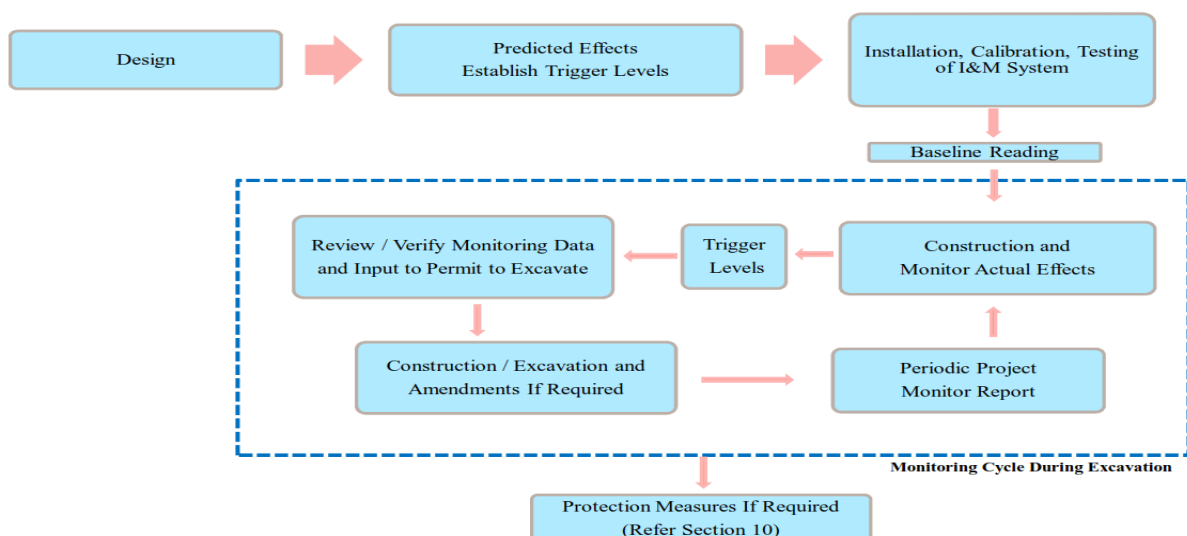 Design
Predicted Effects
Establish Trigger Levels
Installation, Calibration, Testing
of I&M System
Baseline Reading
Construction and
Monitor Actual Effects
Trigger
Levels
Review / Verify Monitoring Data
and Input to Permit to Excavate
Construction / Excavation and
Amendments If Required
Periodic Project
Monitor Report
Monitoring Cycle During Excavation
Protection Measures If Required
(Refer Section 10)